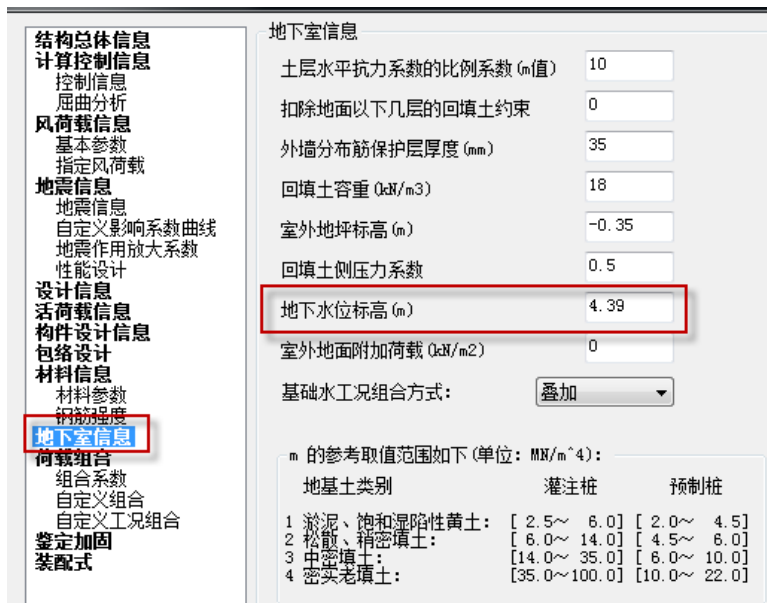 结构总体信息
计算控制信息
控制信息
屈曲分析
风荷载信息
基本参数
指定风荷载
地震信息
地震信息
自定义影响系数曲线
地震作用放大系数
性能设计
设计信息
活荷载信息
构件设计信息
包络设计
材料信息
材料参数
钢筋强度
地下室信息
荷载组合
组合系数
自定义组合
自定义工况组合
鉴定加固
装配式
地下室信息
土层水平抗力系数的比例系数(m值) 10
扣除地面以下几层的回填土约束 0
外墙分布筋保护层厚度(mm) 35
回填土容重(kN/m3) 18
室外地坪标高(m) -0.35
回填土侧压力系数 0.5
地下水位标高(m) 4.39
室外地面附加荷载(kN/m2) 0
基础水工况组合方式: 叠加
m 的参考取值范围如下(单位: MN/m^4):
地基土类别 灌注桩 预制桩
1 淤泥、饱和湿陷性黄土: [ 2.5~ 6.0] [ 2.0~ 4.5]
2 松散、稍密填土: [ 6.0~ 14.0] [ 4.5~ 6.0]
3 中密填土: [14.0~ 35.0] [ 6.0~ 10.0]
4 密实老填土: [35.0~100.0] [10.0~ 22.0]